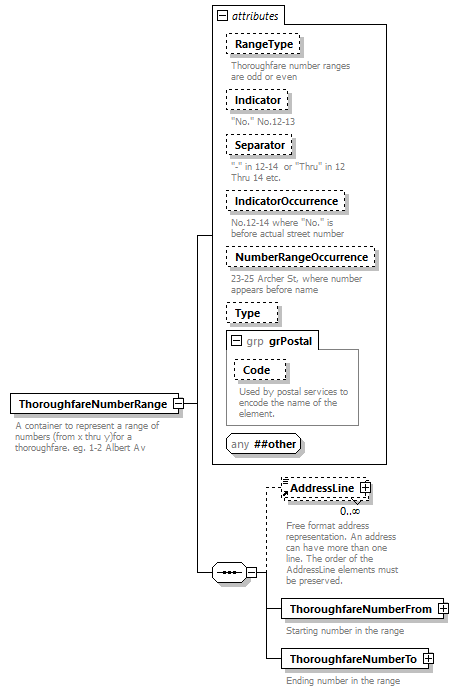 attributes
RangeType
Thoroughfare number ranges
are odd or even
Indicator
"No." No.12-13
Separator
"-" in 12-14 or "Thru" in 12
Thru 14 etc.
IndicatorOccurrence
No.12-14 where "No." is
before actual street number
NumberRangeOccurrence
23-25 Archer St, where number
appears before name
Type
grp grPostal
Code
Used by postal services to
encode the name of the
element.
any ##other
ThoroughfareNumberRange
A container to represent a range of
numbers (from x thru y)for a
thoroughfare. eg. 1-2 Albert Av
AddressLine
0..∞
Free format address
representation. An address
can have more than one
line. The order of the
AddressLine elements must
be preserved.
ThoroughfareNumberFrom
Starting number in the range
ThoroughfareNumberTo
Ending number in the range